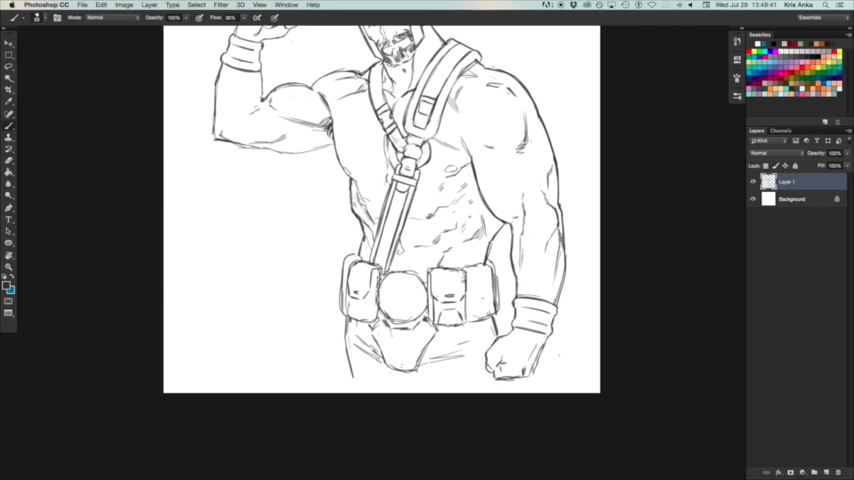 Photoshop CC File Edit Image Layer Type Select Filter 3D View Window Help Wed Jul 29 13:49:41 Kris Anka
Mode: Normal Opacity: 100% Flow: 36% Essentials
Swatches
Layers Channels
Kind
Normal Opacity: 100%
Lock: Fill: 100%
Layer 1
Background